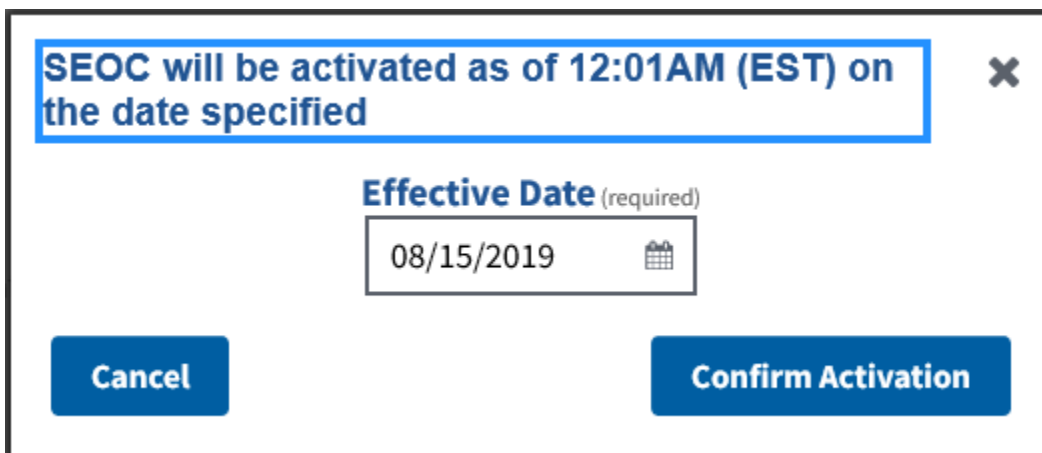 SEOC will be activated as of 12:01AM (EST) on
the date specified
Effective Date (required)
08/15/2019
Cancel
Confirm Activation